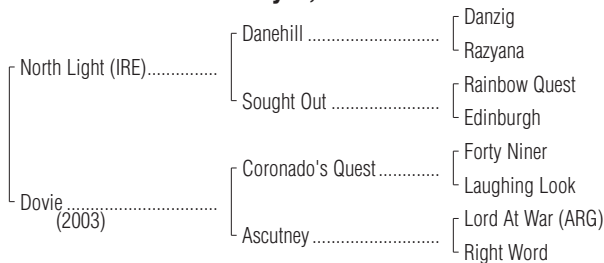 Danzig
Danehill
Razyana
North Light (IRE)
Rainbow Quest
Sought Out
Edinburgh
Forty Niner
Coronado's Quest
Laughing Look
Dovie
(2003)
Lord At War (ARG)
Ascutney
Right Word